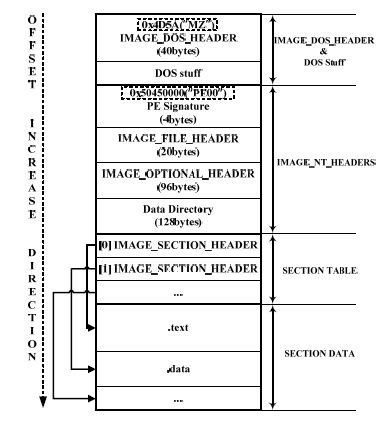 OFFSET INCREASE DIRECTION
0x4D5A("MZ")
IMAGE_DOS_HEADER
(40bytes)
DOS stuff
0x50450000("PE00")
PE Signature
(4bytes)
IMAGE_FILE_HEADER
(20bytes)
IMAGE_OPTIONAL_HEADER
(96bytes)
Data Directory
(128bytes)
[0] IMAGE_SECTION_HEADER
[1] IMAGE_SECTION_HEADER
....
.text
.data
....
IMAGE_DOS_HEADER
&
DOS Stuff
IMAGE_NT_HEADERS
SECTION TABLE
SECTION DATA